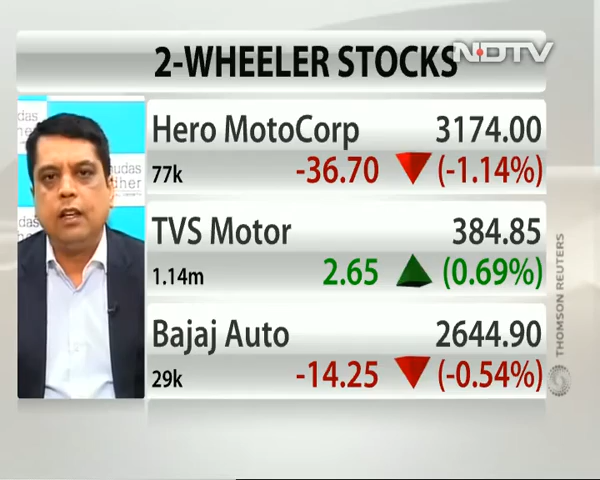 2-WHEELER STOCKS
NDTV
Hero MotoCorp 3174.00
77k -36.70 (-1.14%)
TVS Motor 384.85
1.14m 2.65 (0.69%)
Bajaj Auto 2644.90
29k -14.25 (-0.54%)
THOMSON REUTERS